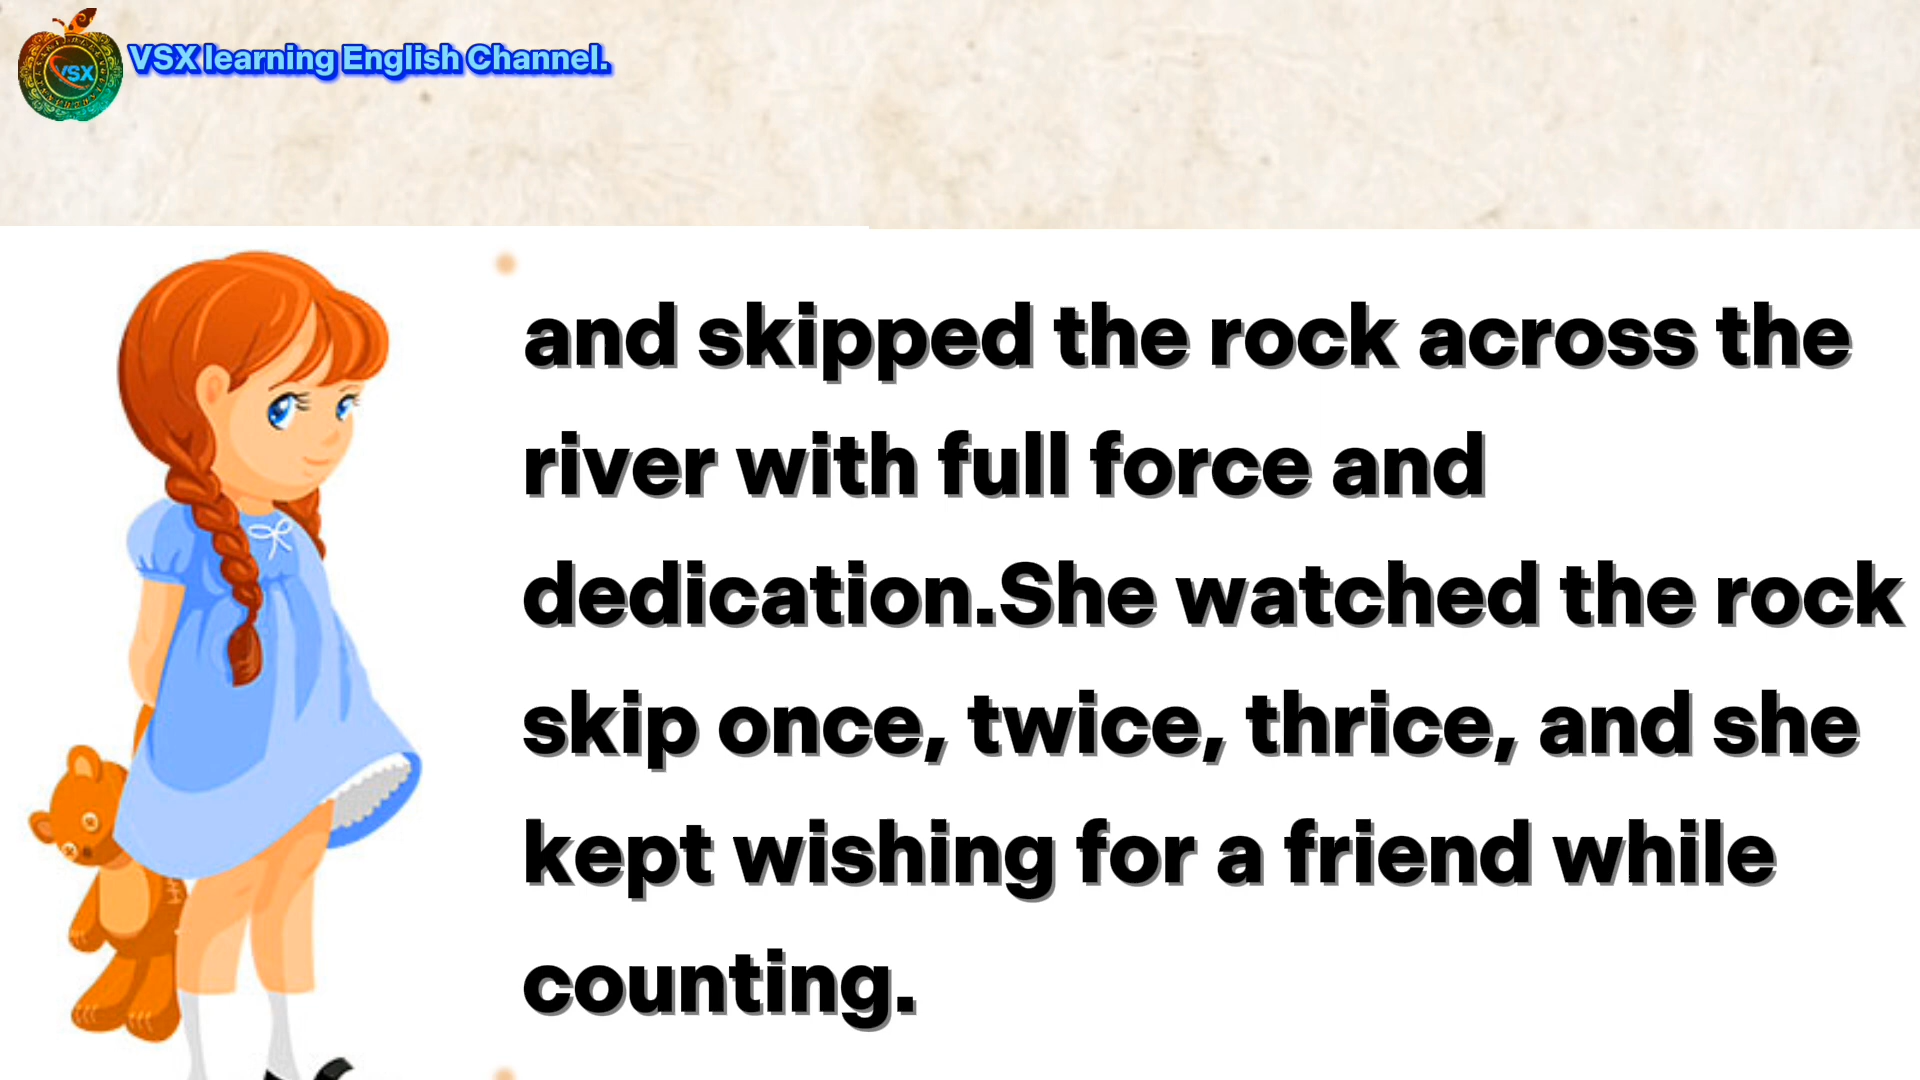 VSX learning English Channel.
VSX
and skipped the rock across the
river with full force and
dedication.She watched the rock
skip once, twice, thrice, and she
kept wishing for a friend while
counting.